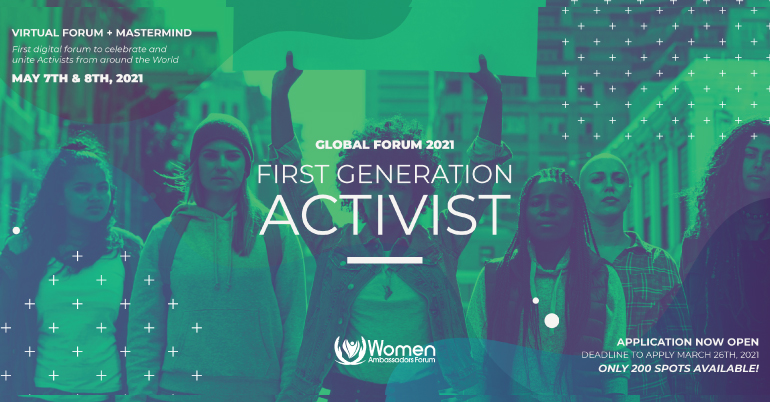 VIRTUAL FORUM + MASTERMIND
First digital forum to celebrate and
unite Activists from around the World
MAY 7TH & 8TH, 2021
GLOBAL FORUM 2021
FIRST GENERATION
ACTIVIST
Women
Ambassadors Forum
APPLICATION NOW OPEN
DEADLINE TO APPLY MARCH 26TH, 2021
ONLY 200 SPOTS AVAILABLE!